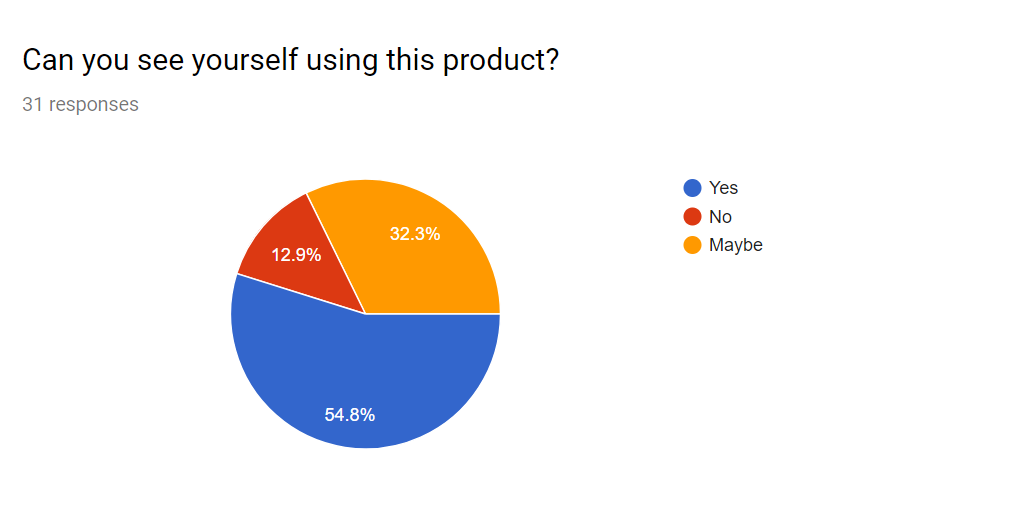 Can you see yourself using this product?
31 responses
Yes
No
Maybe
32.3%
12.9%
54.8%